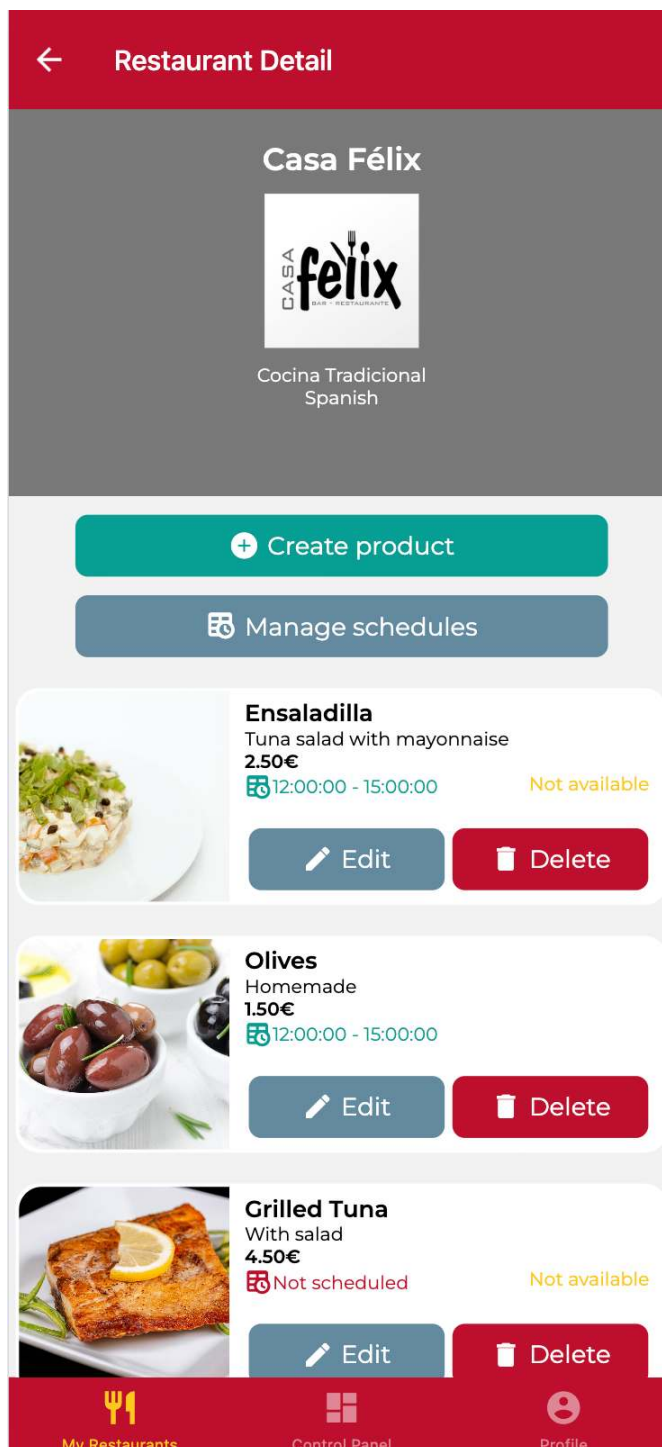 Restaurant Detail
Casa Félix
CASA
felix
BAR - RESTAURANTE
Cocina Tradicional
Spanish
Create product
Manage schedules
Ensaladilla
Tuna salad with mayonnaise
2.50€
12:00:00 - 15:00:00
Not available
Edit
Delete
Olives
Homemade
1.50€
12:00:00 - 15:00:00
Edit
Delete
Grilled Tuna
With salad
4.50€
Not scheduled
Not available
Edit
Delete
My Restaurants
Control Panel
Profile